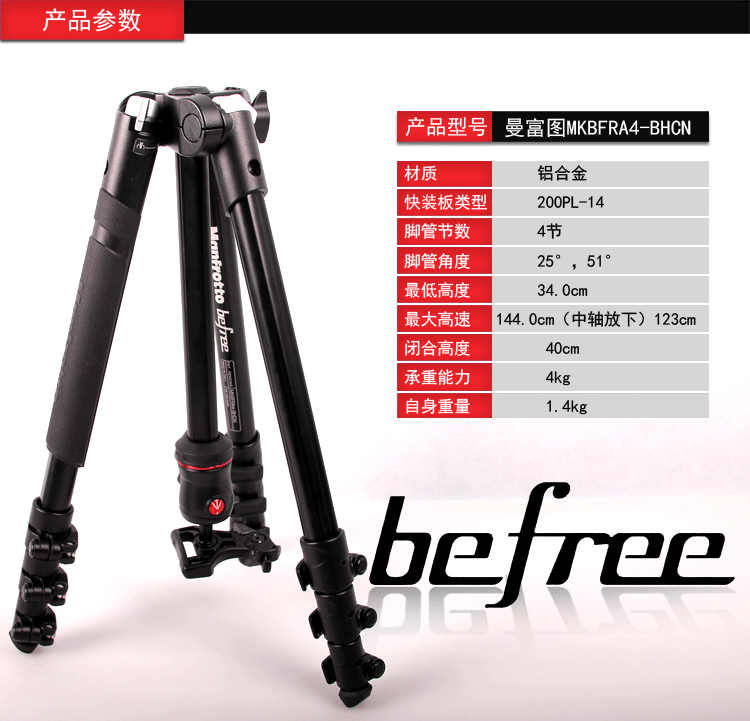 产品参数
产品型号 曼富图MKBFRA4-BHCN
材质 铝合金
快装板类型 200PL-14
脚管节数 4节
脚管角度 25°，51°
最低高度 34.0cm
最大高速 144.0cm（中轴放下）123cm
闭合高度 40cm
承重能力 4kg
自身重量 1.4kg
Manfrotto befree
befree